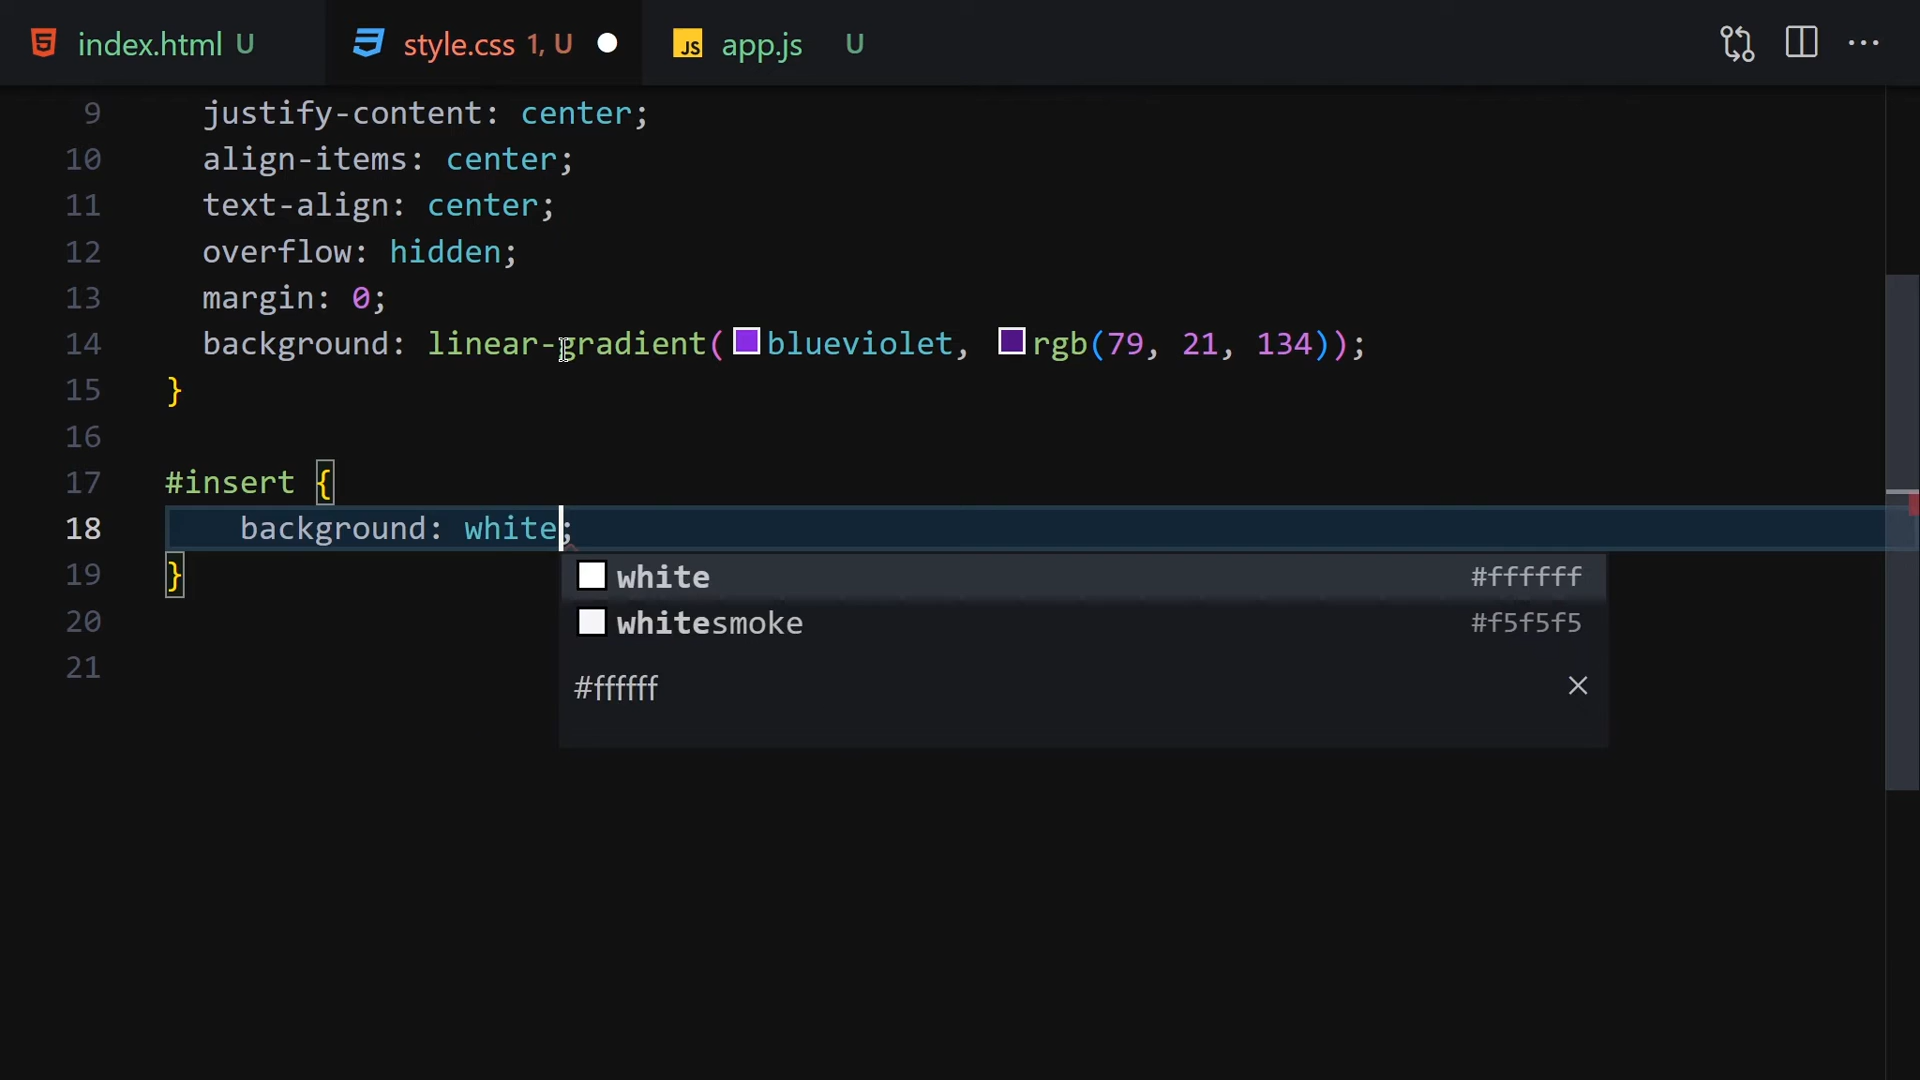 index.html U style.css 1, U app.js U
9 justify-content: center;
10 align-items: center;
11 text-align: center;
12 overflow: hidden;
13 margin: 0;
14 background: linear-gradient(blueviolet, rgb(79, 21, 134));
15 }
16
17 #insert {
18 background: white;
white #ffffff
19 }
whitesmoke #f5f5f5
20
21
#ffffff